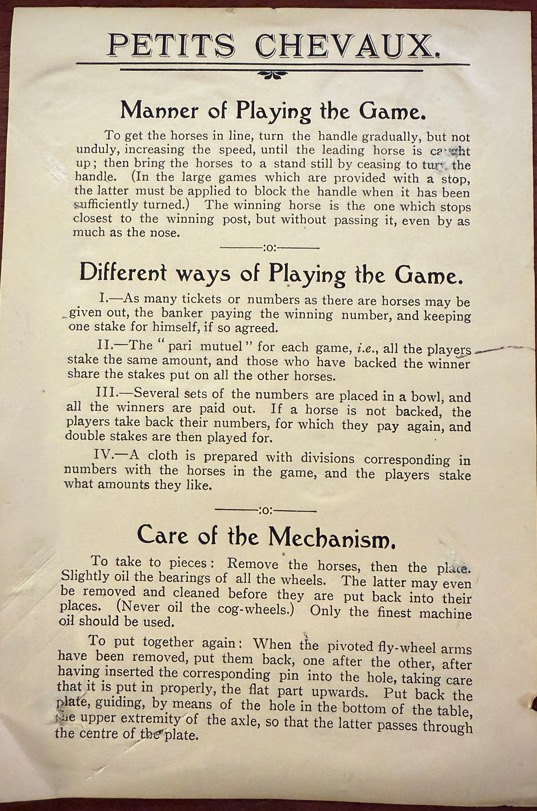 PETITS CHEVAUX.
Manner of Playing the Game.
To get the horses in line, turn the handle gradually, but not
unduly, increasing the speed, until the leading horse is caught
up; then bring the horses to a stand still by ceasing to turn the
handle. (In the large games which are provided with a stop,
the latter must be applied to block the handle when it has been
sufficiently turned.) The winning horse is the one which stops
closest to the winning post, but without passing it, even by as
much as the nose.
:o:
Different ways of Playing the Game.
I.—As many tickets or numbers as there are horses may be
given out, the banker paying the winning number, and keeping
one stake for himself, if so agreed.
II.—The "pari mutuel" for each game, i.e., all the players
stake the same amount, and those who have backed the winner
share the stakes put on all the other horses.
III.—Several sets of the numbers are placed in a bowl, and
all the winners are paid out. If a horse is not backed, the
players take back their numbers, for which they pay again, and
double stakes are then played for.
IV.—A cloth is prepared with divisions corresponding in
numbers with the horses in the game, and the players stake
what amounts they like.
:o:
Care of the Mechanism.
To take to pieces: Remove the horses, then the plate.
Slightly oil the bearings of all the wheels. The latter may even
be removed and cleaned before they are put back into their
places. (Never oil the cog-wheels.) Only the finest machine
oil should be used.
To put together again: When the pivoted fly-wheel arms
have been removed, put them back, one after the other, after
having inserted the corresponding pin into the hole, taking care
that it is put in properly, the flat part upwards. Put back the
plate, guiding, by means of the hole in the bottom of the table,
the upper extremity of the axle, so that the latter passes through
the centre of the plate.